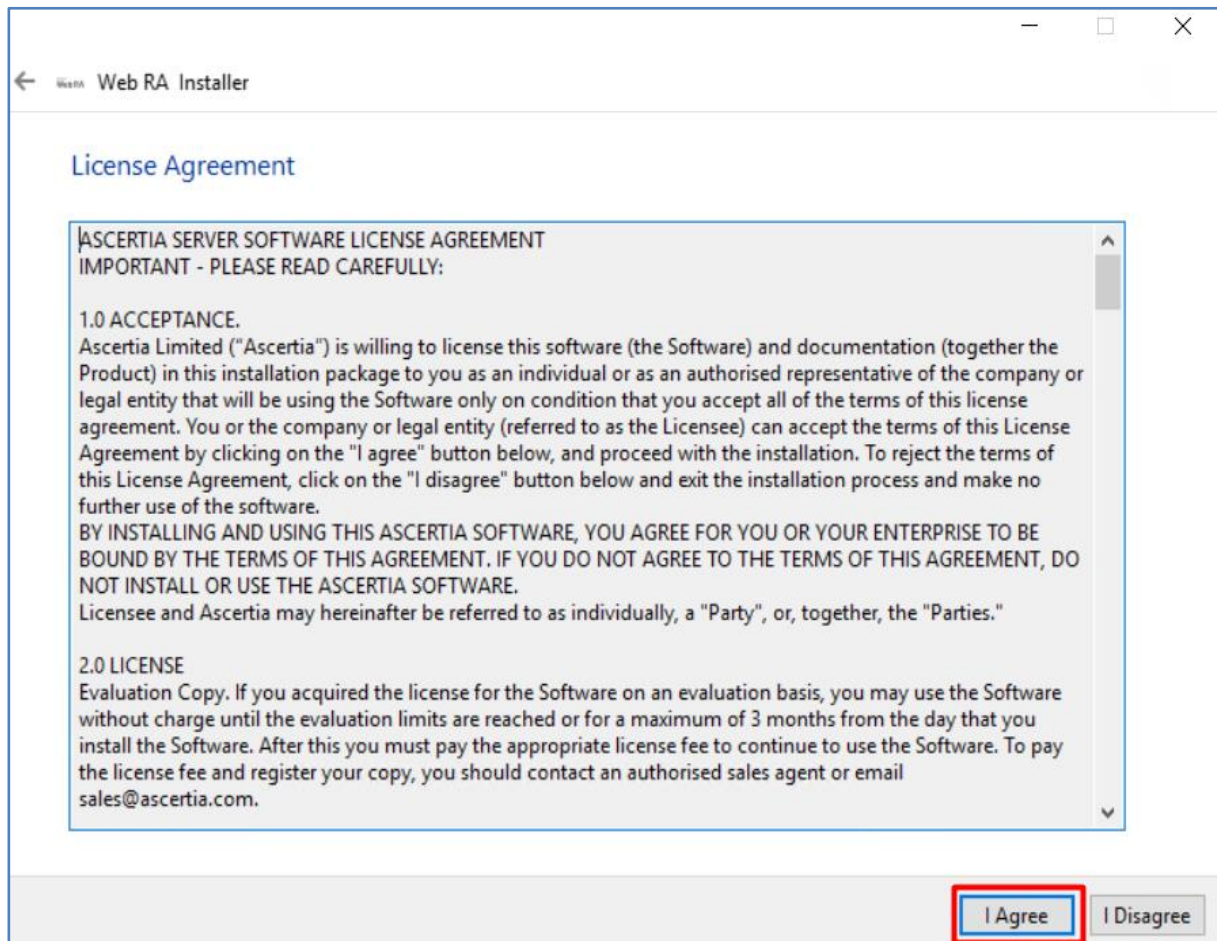 Web RA Installer
License Agreement
ASCERTIA SERVER SOFTWARE LICENSE AGREEMENT
IMPORTANT - PLEASE READ CAREFULLY:
1.0 ACCEPTANCE.
Ascertia Limited ("Ascertia") is willing to license this software (the Software) and documentation (together the
Product) in this installation package to you as an individual or as an authorised representative of the company or
legal entity that will be using the Software only on condition that you accept all of the terms of this license
agreement. You or the company or legal entity (referred to as the Licensee) can accept the terms of this License
Agreement by clicking on the "I agree" button below, and proceed with the installation. To reject the terms of
this License Agreement, click on the "I disagree" button below and exit the installation process and make no
further use of the software.
BY INSTALLING AND USING THIS ASCERTIA SOFTWARE, YOU AGREE FOR YOU OR YOUR ENTERPRISE TO BE
BOUND BY THE TERMS OF THIS AGREEMENT. IF YOU DO NOT AGREE TO THE TERMS OF THIS AGREEMENT, DO
NOT INSTALL OR USE THE ASCERTIA SOFTWARE.
Licensee and Ascertia may hereinafter be referred to as individually, a "Party", or, together, the "Parties."
2.0 LICENSE
Evaluation Copy. If you acquired the license for the Software on an evaluation basis, you may use the Software
without charge until the evaluation limits are reached or for a maximum of 3 months from the day that you
install the Software. After this you must pay the appropriate license fee to continue to use the Software. To pay
the license fee and register your copy, you should contact an authorised sales agent or email
sales@ascertia.com.
I Agree
I Disagree